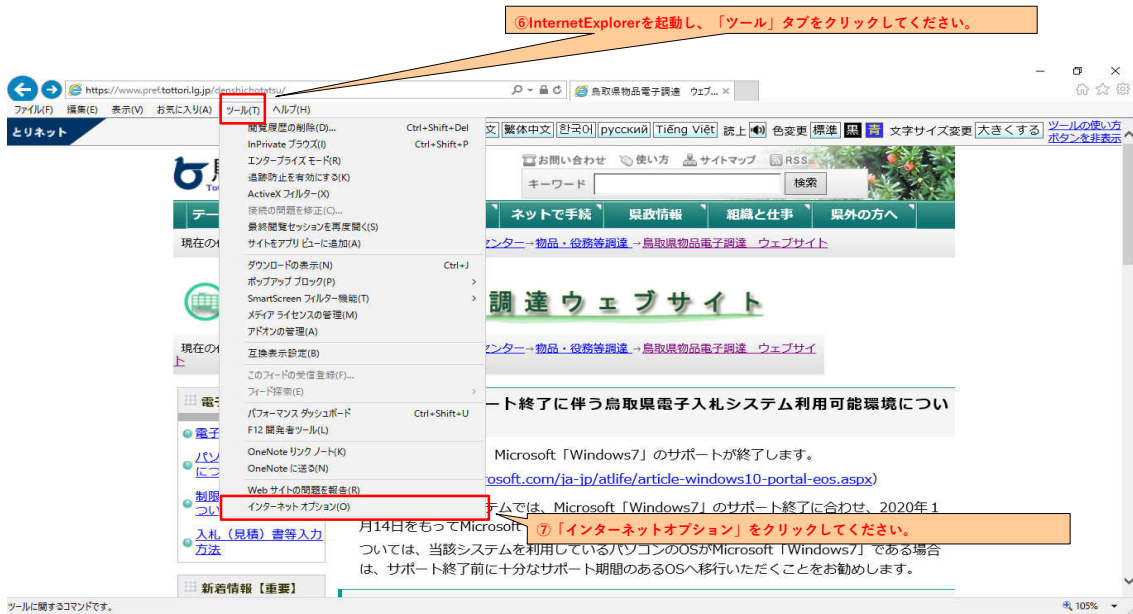 ⑥InternetExplorerを起動し、「ツール」タブをクリックしてください。
https://www.pref.tottori.lg.jp/denshichotatsu/
鳥取県物品電子調達 ウェブ...
ファイル(F) 編集(E) 表示(V) お気に入り(A) ツール(T) ヘルプ(H)
とりネット
文 繁体中文 한국어 русский Tiếng Việt 読上 色変更 標準 黒 青 文字サイズ変更 大きくする ツールの使い方
ボタンを非表示
お問い合わせ 使い方 サイトマップ RSS
キーワード 検索
テー ネットで手続 県政情報 組織と仕事 県外の方へ
現在の
センター→物品・役務等調達→鳥取県物品電子調達 ウェブサイト
調達ウェブサイト
現在の
センター→物品・役務等調達→鳥取県物品電子調達 ウェブサイ
ト
閲覧履歴の削除(D)... Ctrl+Shift+Del
InPrivate ブラウズ(I) Ctrl+Shift+P
エンタープライズ モード(R)
追跡防止を有効にする(K)
ActiveX フィルター(X)
接続の問題を修正(C)...
最終閲覧セッションを再度開く(S)
サイトをアプリ ビューに追加(A)
ダウンロードの表示(N) Ctrl+J
ポップアップ ブロック(P)
SmartScreen フィルター機能(T)
メディア ライセンスの管理(M)
アドオンの管理(A)
互換表示設定(B)
このフィードの受信登録(F)...
フィード探索(E)
パフォーマンス ダッシュボード Ctrl+Shift+U
F12 開発者ツール(L)
OneNote リンク ノート(K)
OneNote に送る(N)
Web サイトの問題を報告(R)
インターネット オプション(O)
電子
電子
パソ
につ
制限
つい
入札（見積）書等入力
方法
新着情報【重要】
ート終了に伴う鳥取県電子入札システム利用可能環境につい
Microsoft「Windows7」のサポートが終了します。
osoft.com/ja-jp/atlife/article-windows10-portal-eos.aspx）
テムでは、Microsoft「Windows7」のサポート終了に合わせ、2020年1
月14日をもってMicrosoft
⑦「インターネットオプション」をクリックしてください。
ついては、当該システムを利用しているパソコンのOSがMicrosoft「Windows7」である場合
は、サポート終了前に十分なサポート期間のあるOSへ移行いただくことをお勧めします。
ツールに関するコマンドです。
105%